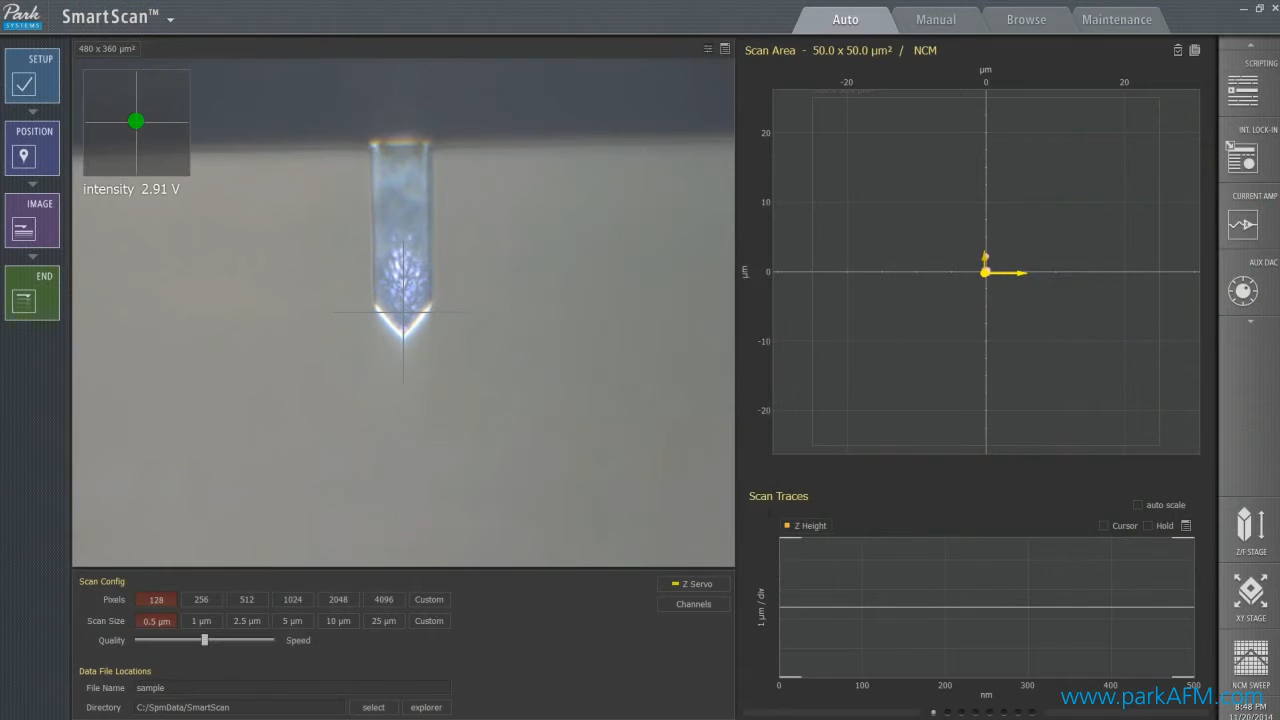 Park
SYSTEMS
SmartScan™
Auto
Manual
Browse
Maintenance
480 x 360 µm²
SETUP
POSITION
IMAGE
END
intensity 2.91 V
Scan Area - 50.0 x 50.0 µm² / NCM
µm
-20
0
20
20
10
0
-10
-20
µm
Scan Traces
auto scale
Z Height
Cursor
Hold
1 µm / div
0
100
200
300
400
500
nm
Scan Config
Pixels
128
256
512
1024
2048
4096
Custom
Scan Size
0.5 µm
1 µm
2.5 µm
5 µm
10 µm
25 µm
Custom
Quality
Speed
Z Servo
Channels
Data File Locations
File Name
sample
Directory
C:/SpmData/SmartScan
select
explorer
SCRIPTING
INT. LOCK-IN
CURRENT AMP
AUX DAC
Z/F STAGE
XY STAGE
NCM SWEEP
www.parkAFM.com
8:48 PM